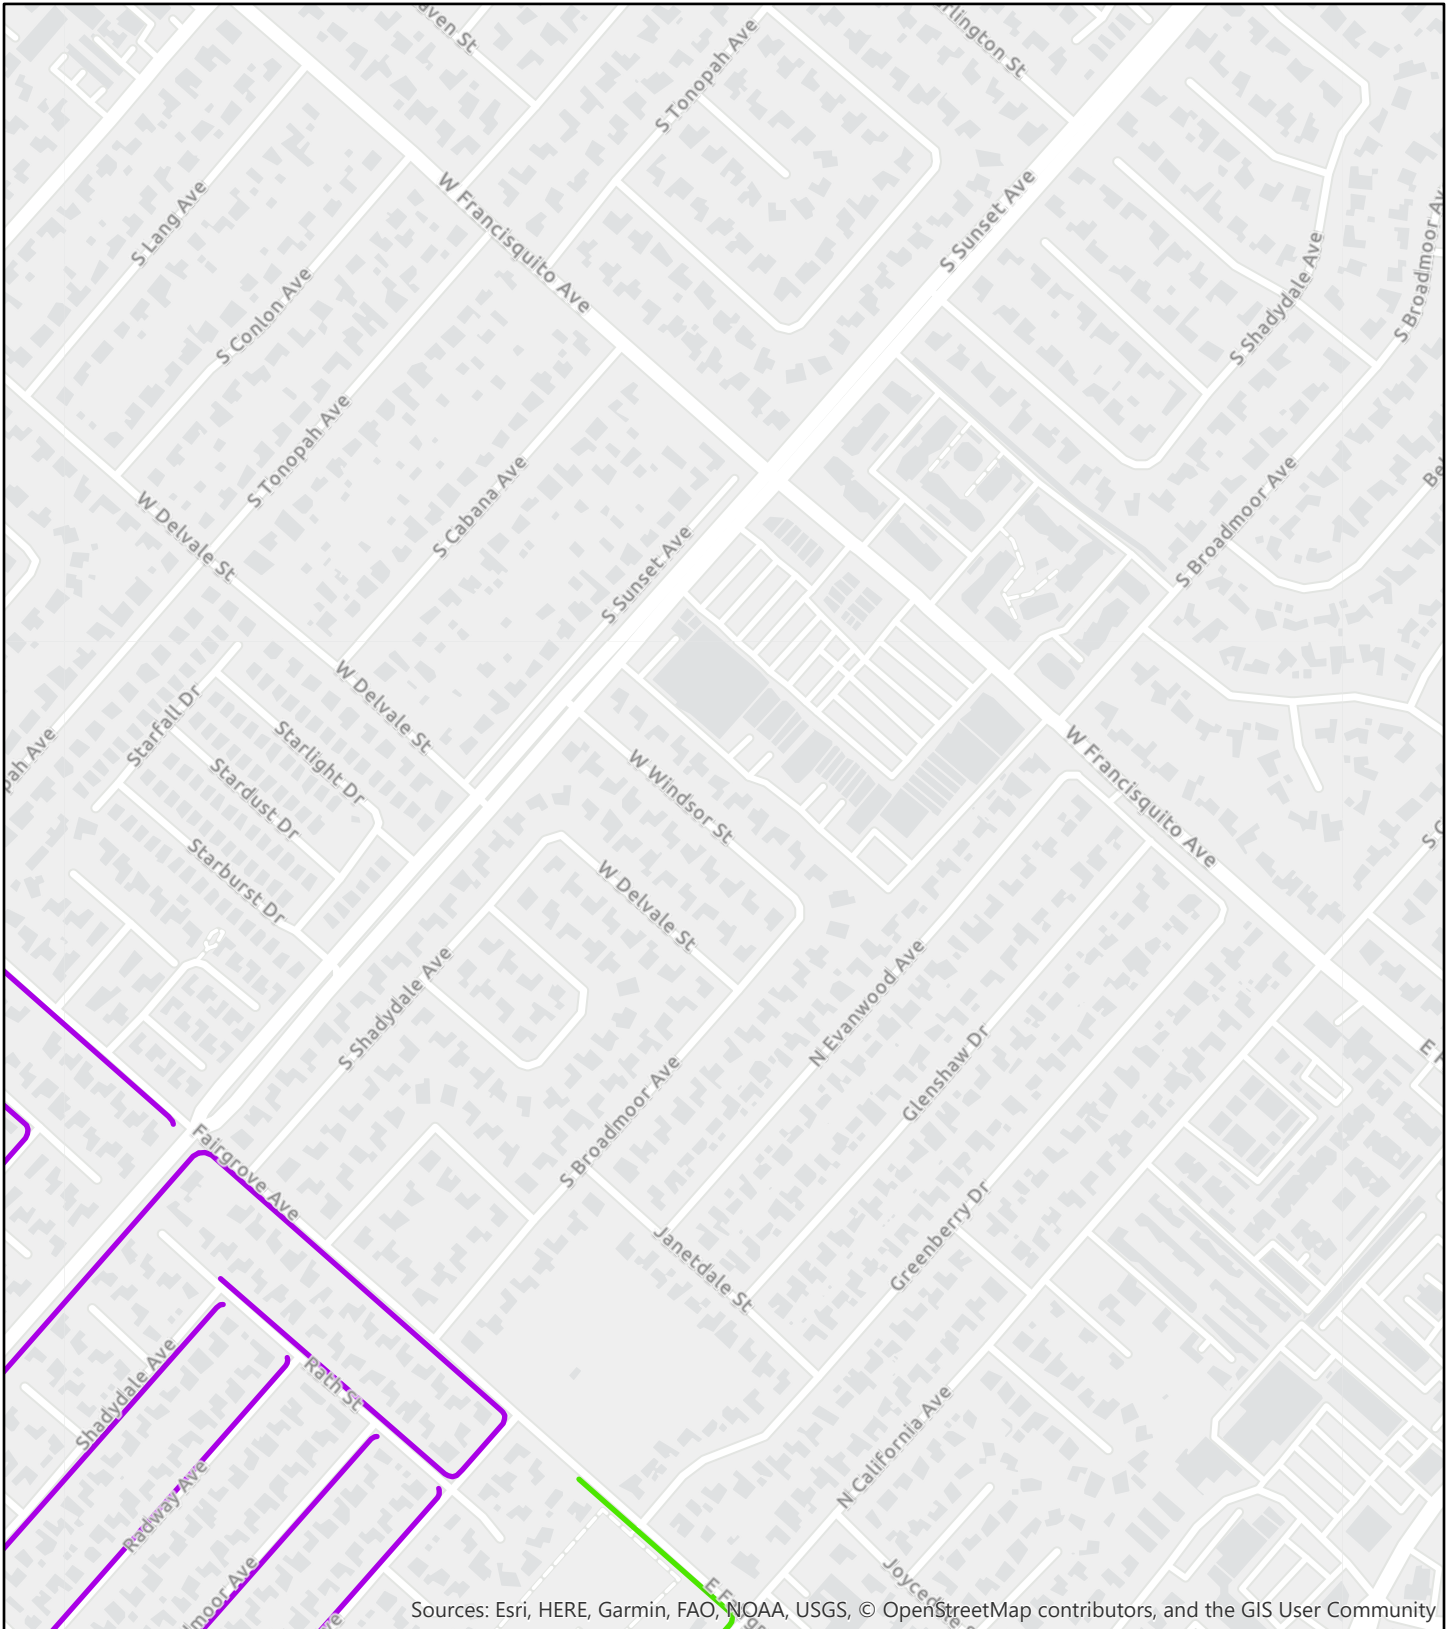 S Tonopah Ave
W Francisquito Ave
S Sunset Ave
S Lang Ave
S Conlon Ave
S Shadydale Ave
S Broadmoor Av
S Tonopah Ave
S Cabana Ave
S Broadmoor Ave
W Delvale St
S Sunset Ave
W Delvale St
Starfall Dr
Starlight Dr
Stardust Dr
Starburst Dr
W Windsor St
W Francisquito Ave
W Delvale St
S Shadydale Ave
N Evanwood Ave
Glenshaw Dr
S Broadmoor Ave
Fairgrove Ave
Janetdale St
Greenberry Dr
Shadydale Ave
Rath St
Radway Ave
N California Ave
Sources: Esri, HERE, Garmin, FAO, NOAA, USGS, © OpenStreetMap contributors, and the GIS User Community